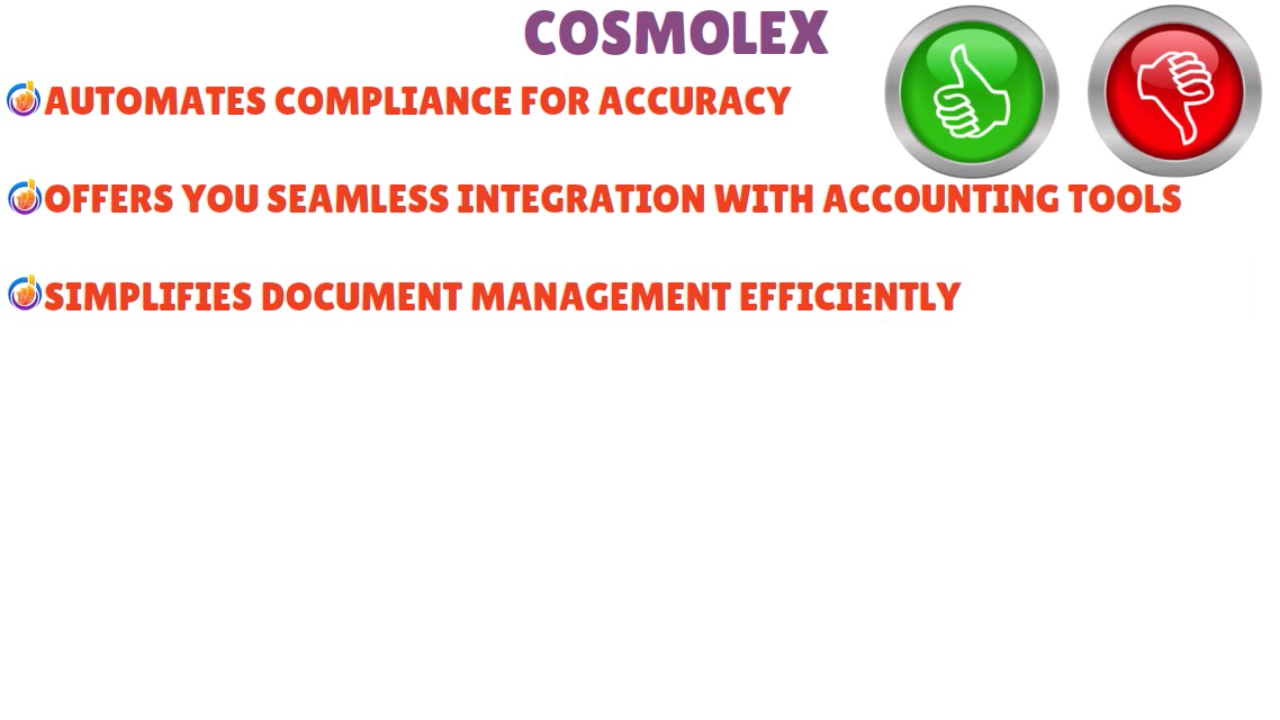 COSMOLEX
AUTOMATES COMPLIANCE FOR ACCURACY
OFFERS YOU SEAMLESS INTEGRATION WITH ACCOUNTING TOOLS
SIMPLIFIES DOCUMENT MANAGEMENT EFFICIENTLY